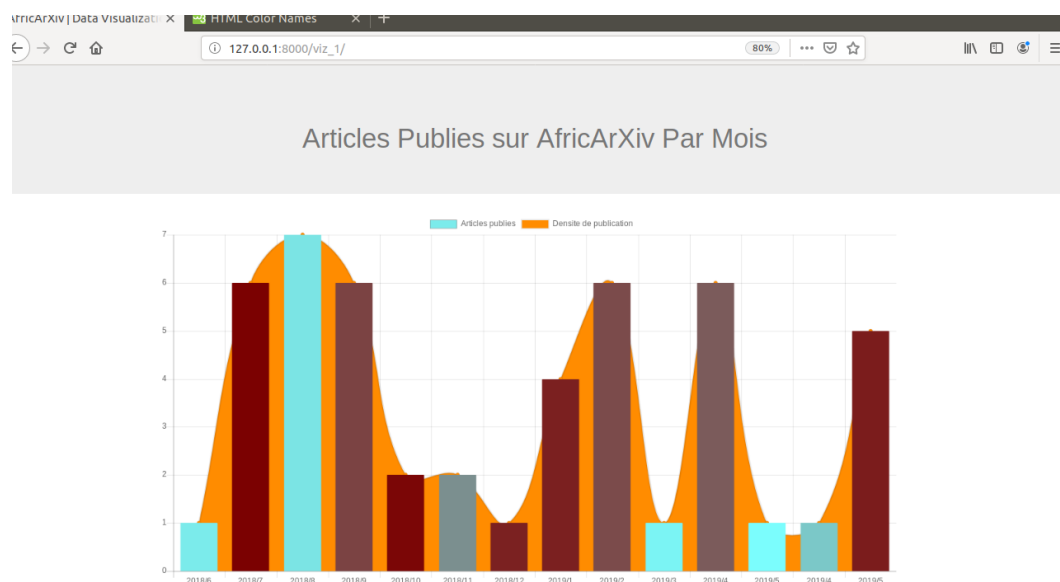 AfricArXiv | Data Visualizati × HTML Color Names × +
127.0.0.1:8000/viz_1/ 80%
Articles Publies sur AfricArXiv Par Mois
Articles publies Densite de publication
7
6
5
4
3
2
1
0
2018/6 2018/7 2018/8 2018/9 2018/10 2018/11 2018/12 2019/1 2019/2 2019/3 2019/4 2019/5 2019/4 2019/5